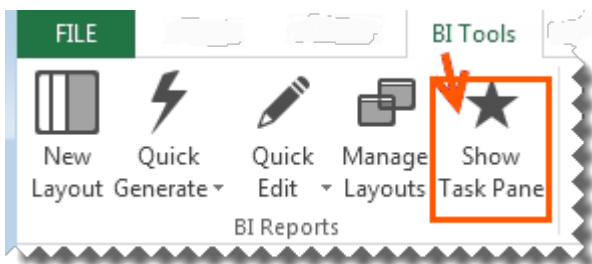 FILE
BI Tools
New Layout
Quick Generate
Quick Edit
Manage Layouts
Show Task Pane
BI Reports